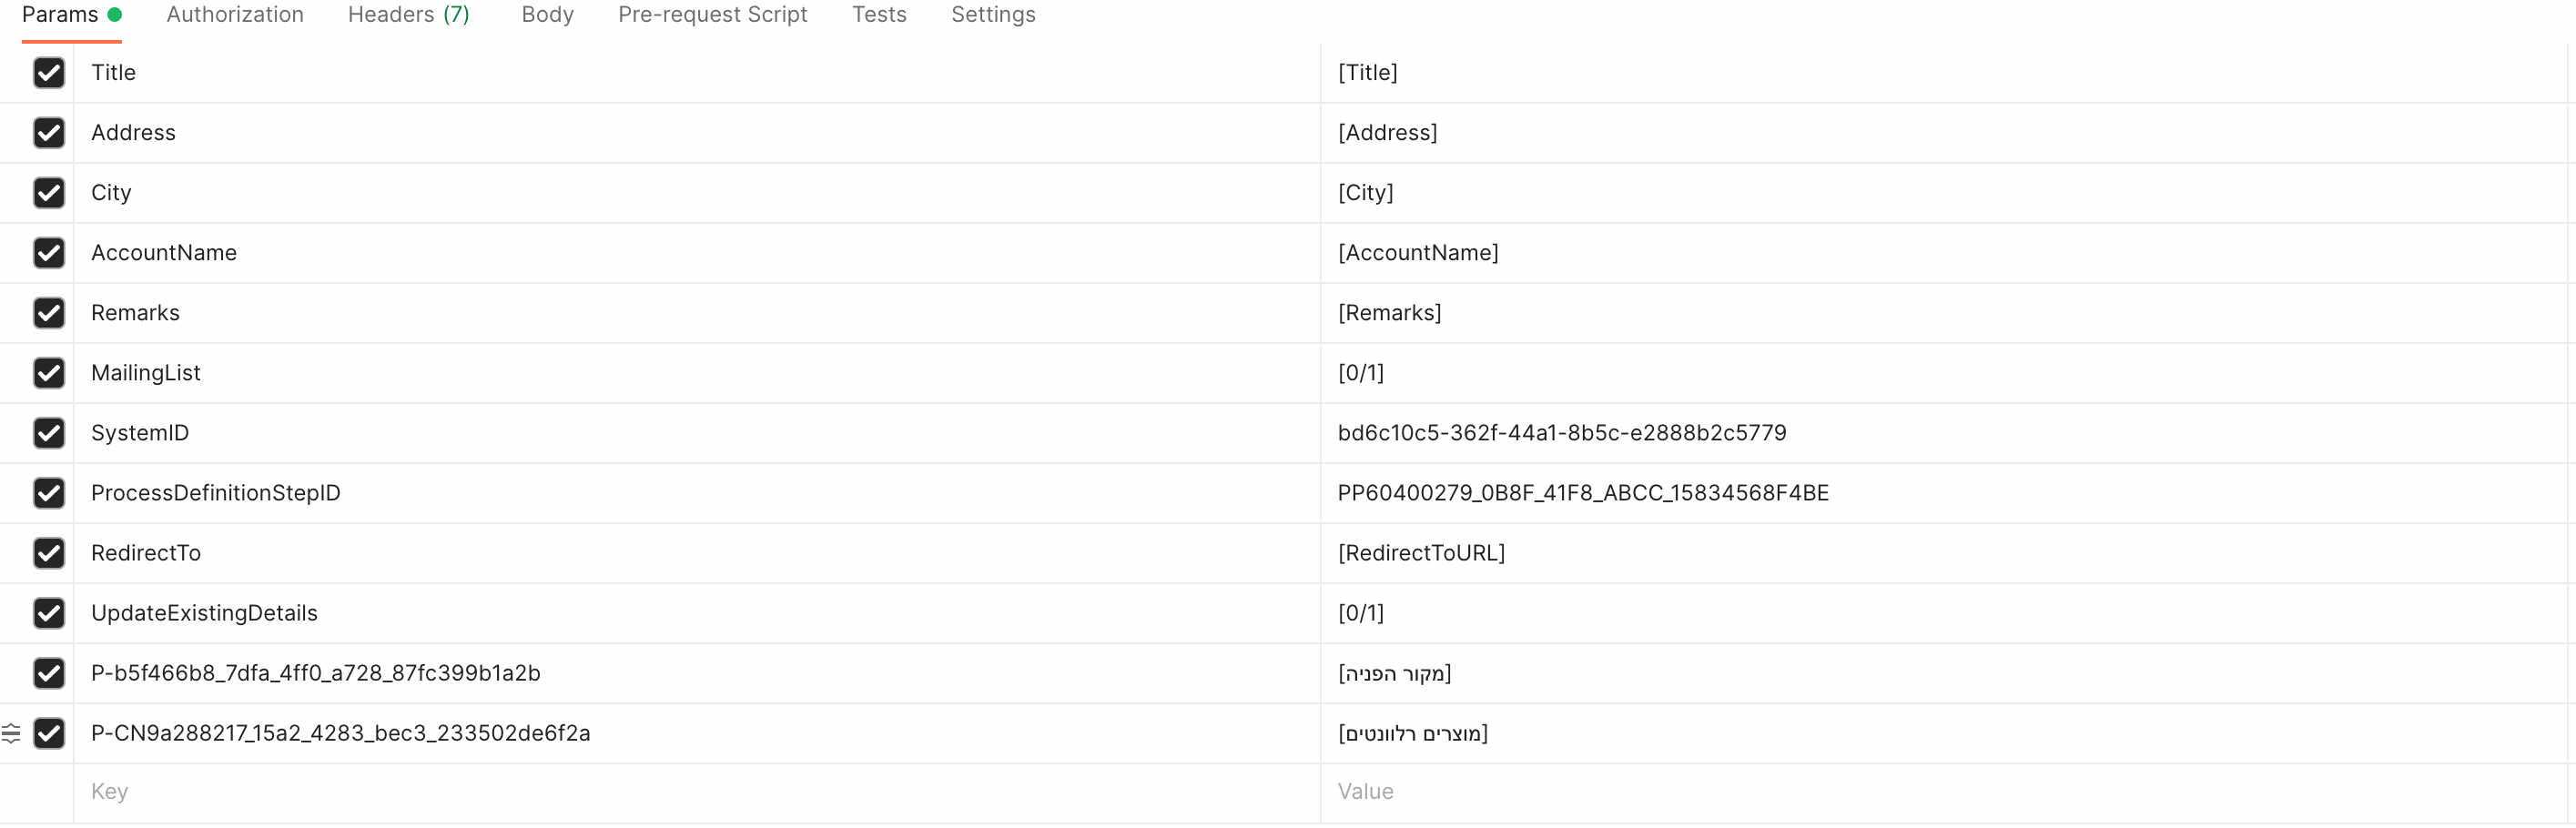 Params Authorization Headers (7) Body Pre-request Script Tests Settings
Title [Title]
Address [Address]
City [City]
AccountName [AccountName]
Remarks [Remarks]
MailingList [0/1]
SystemID bd6c10c5-362f-44a1-8b5c-e2888b2c5779
ProcessDefinitionStepID PP60400279_0B8F_41F8_ABCC_15834568F4BE
RedirectTo [RedirectToURL]
UpdateExistingDetails [0/1]
P-b5f466b8_7dfa_4ff0_a728_87fc399b1a2b [מקור הפניה]
P-CN9a288217_15a2_4283_bec3_233502de6f2a [מוצרים רלוונטים]
Key Value